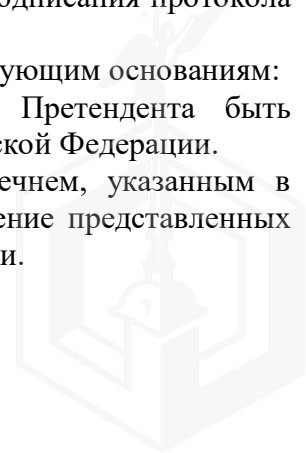 одписания протокола
ующим основаниям:
Претендента быть
ской Федерации.
ечнем, указанным в
ение представленных
и.